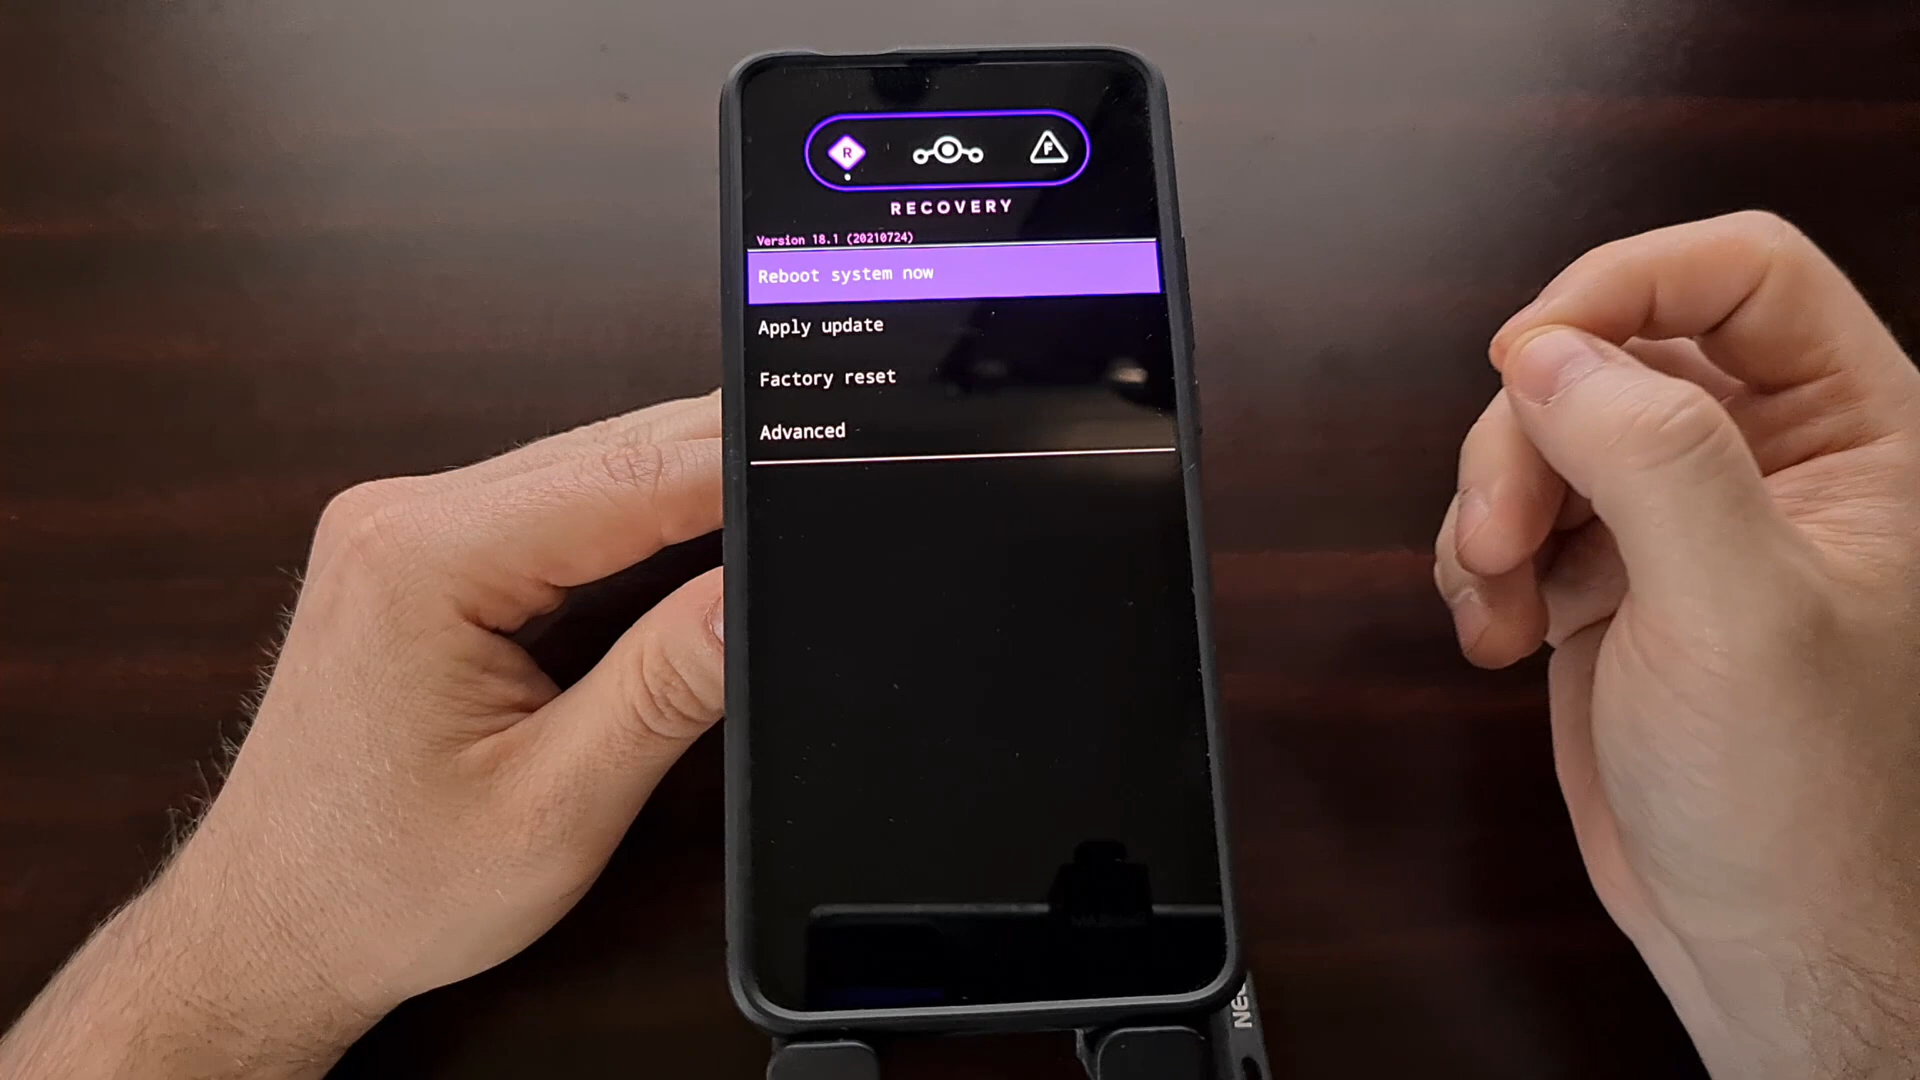 R
F
RECOVERY
Version 18.1 (20210724)
Reboot system now
Apply update
Factory reset
Advanced